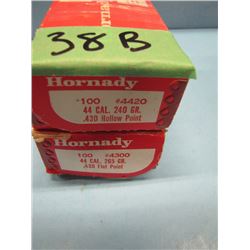 38B
Hornady
100 #4420
44 CAL. 240 GR.
.430 Hollow Point
Hornady
100 #4300
44 CAL. 265 GR.
.430 Flat Point